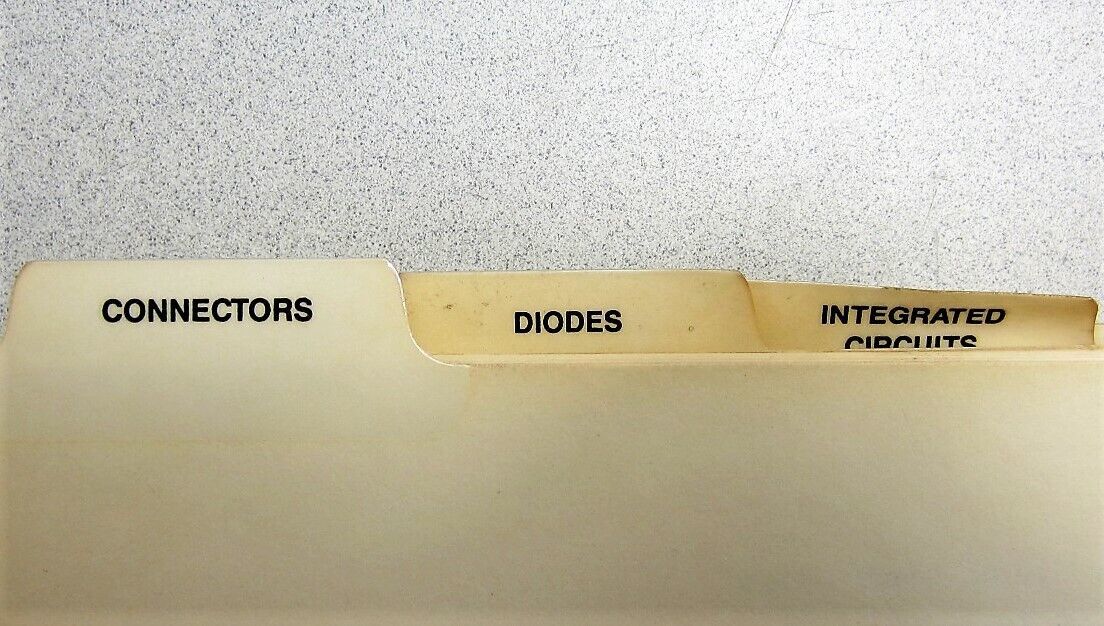 CONNECTORS
DIODES
INTEGRATED
CIRCUITS